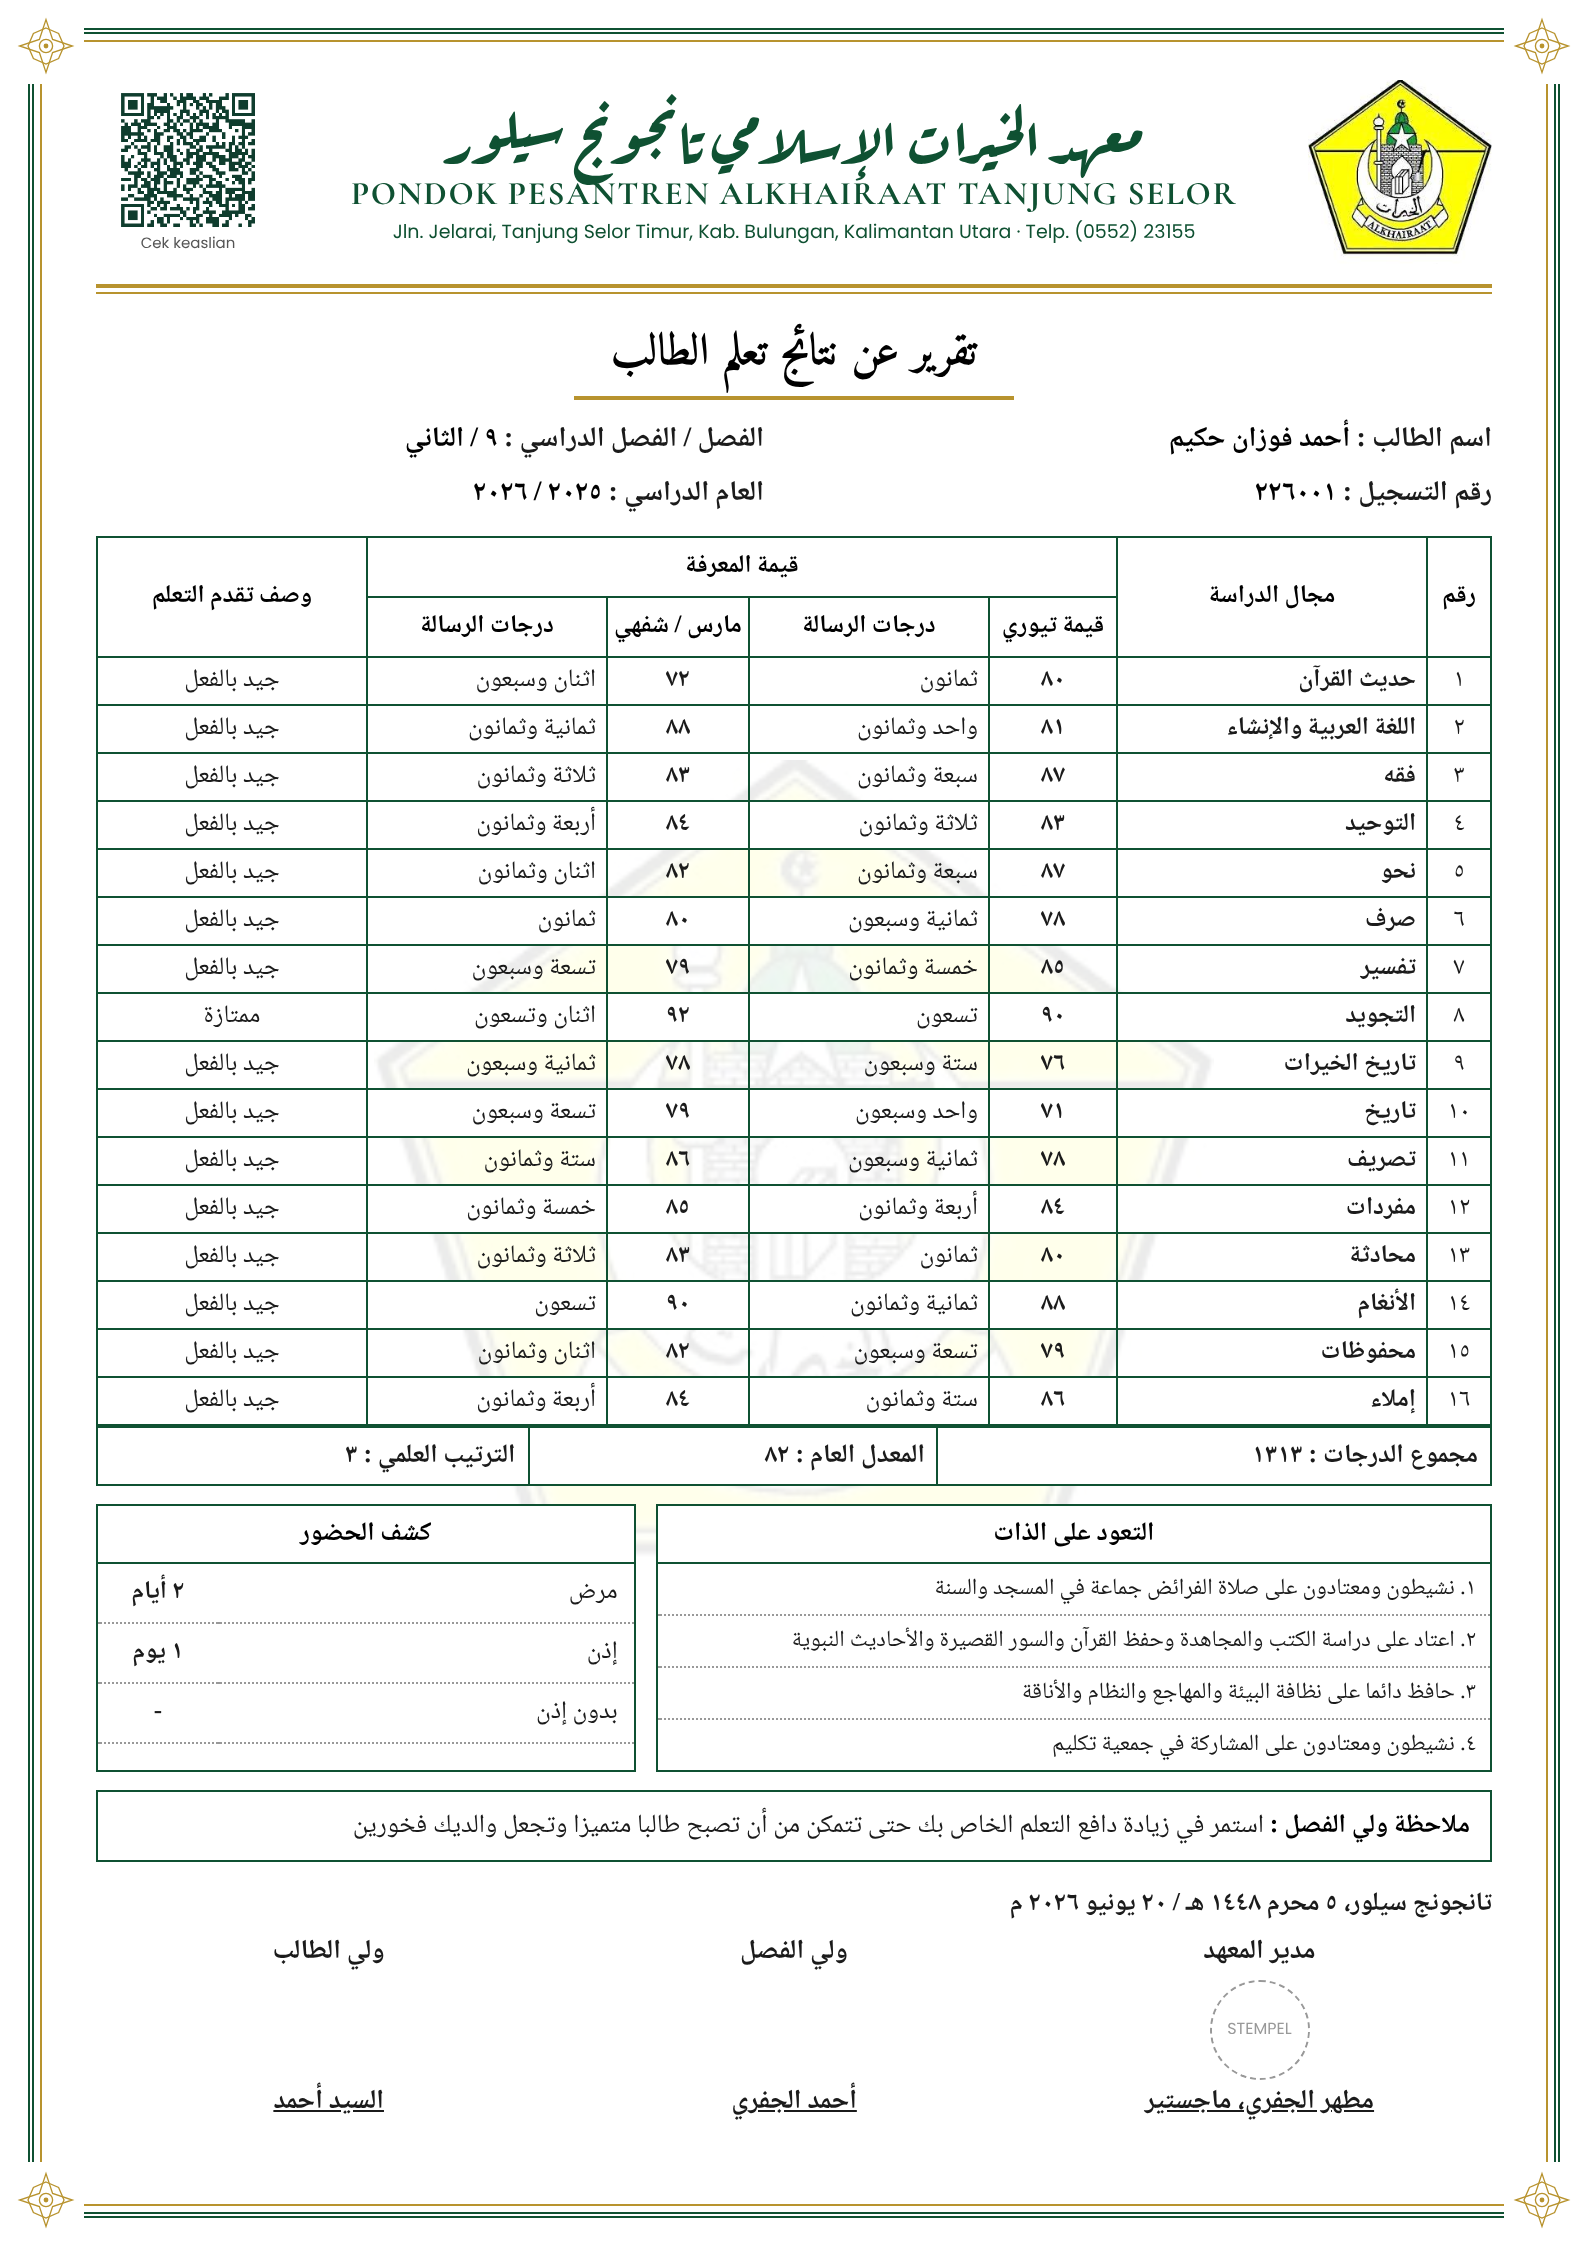 معهد الخيرات الإسلامي تانجونج سيلور
PONDOK PESANTREN ALKHAIRAAT TANJUNG SELOR
Jln. Jelarai, Tanjung Selor Timur, Kab. Bulungan, Kalimantan Utara · Telp. (0552) 23155
Cek keaslian
الخيرات
ALKHAIRAAT
تقرير عن نتائج تعلم الطالب
اسم الطالب : أحمد فوزان حكيم
الفصل / الفصل الدراسي : ٩ / الثاني
رقم التسجيل : ٢٢٦٠٠١
العام الدراسي : ٢٠٢٥ / ٢٠٢٦
رقم مجال الدراسة قيمة المعرفة وصف تقدم التعلم
قيمة تيوري درجات الرسالة مارس / شفهي درجات الرسالة
١ حديث القرآن ٨٠ ثمانون ٧٢ اثنان وسبعون جيد بالفعل
٢ اللغة العربية والإنشاء ٨١ واحد وثمانون ٨٨ ثمانية وثمانون جيد بالفعل
٣ فقه ٨٧ سبعة وثمانون ٨٣ ثلاثة وثمانون جيد بالفعل
٤ التوحيد ٨٣ ثلاثة وثمانون ٨٤ أربعة وثمانون جيد بالفعل
٥ نحو ٨٧ سبعة وثمانون ٨٢ اثنان وثمانون جيد بالفعل
٦ صرف ٧٨ ثمانية وسبعون ٨٠ ثمانون جيد بالفعل
٧ تفسير ٨٥ خمسة وثمانون ٧٩ تسعة وسبعون جيد بالفعل
٨ التجويد ٩٠ تسعون ٩٢ اثنان وتسعون ممتازة
٩ تاريخ الخيرات ٧٦ ستة وسبعون ٧٨ ثمانية وسبعون جيد بالفعل
١٠ تاريخ ٧١ واحد وسبعون ٧٩ تسعة وسبعون جيد بالفعل
١١ تصريف ٧٨ ثمانية وسبعون ٨٦ ستة وثمانون جيد بالفعل
١٢ مفردات ٨٤ أربعة وثمانون ٨٥ خمسة وثمانون جيد بالفعل
١٣ محادثة ٨٠ ثمانون ٨٣ ثلاثة وثمانون جيد بالفعل
١٤ الأنغام ٨٨ ثمانية وثمانون ٩٠ تسعون جيد بالفعل
١٥ محفوظات ٧٩ تسعة وسبعون ٨٢ اثنان وثمانون جيد بالفعل
١٦ إملاء ٨٦ ستة وثمانون ٨٤ أربعة وثمانون جيد بالفعل
مجموع الدرجات : ١٣١٣ المعدل العام : ٨٢ الترتيب العلمي : ٣
التعود على الذات
١. نشيطون ومعتادون على صلاة الفرائض جماعة في المسجد والسنة
٢. اعتاد على دراسة الكتب والمجاهدة وحفظ القرآن والسور القصيرة والأحاديث النبوية
٣. حافظ دائما على نظافة البيئة والمهاجع والنظام والأناقة
٤. نشيطون ومعتادون على المشاركة في جمعية تكليم
كشف الحضور
مرض ٢ أيام
إذن ١ يوم
بدون إذن -
ملاحظة ولي الفصل : استمر في زيادة دافع التعلم الخاص بك حتى تتمكن من أن تصبح طالبا متميزا وتجعل والديك فخورين
تانجونج سيلور، ٥ محرم ١٤٤٨ هـ / ٢٠ يونيو ٢٠٢٦ م
مدير المعهد ولي الفصل ولي الطالب
STEMPEL
مطهر الجفري، ماجستير أحمد الجفري السيد أحمد